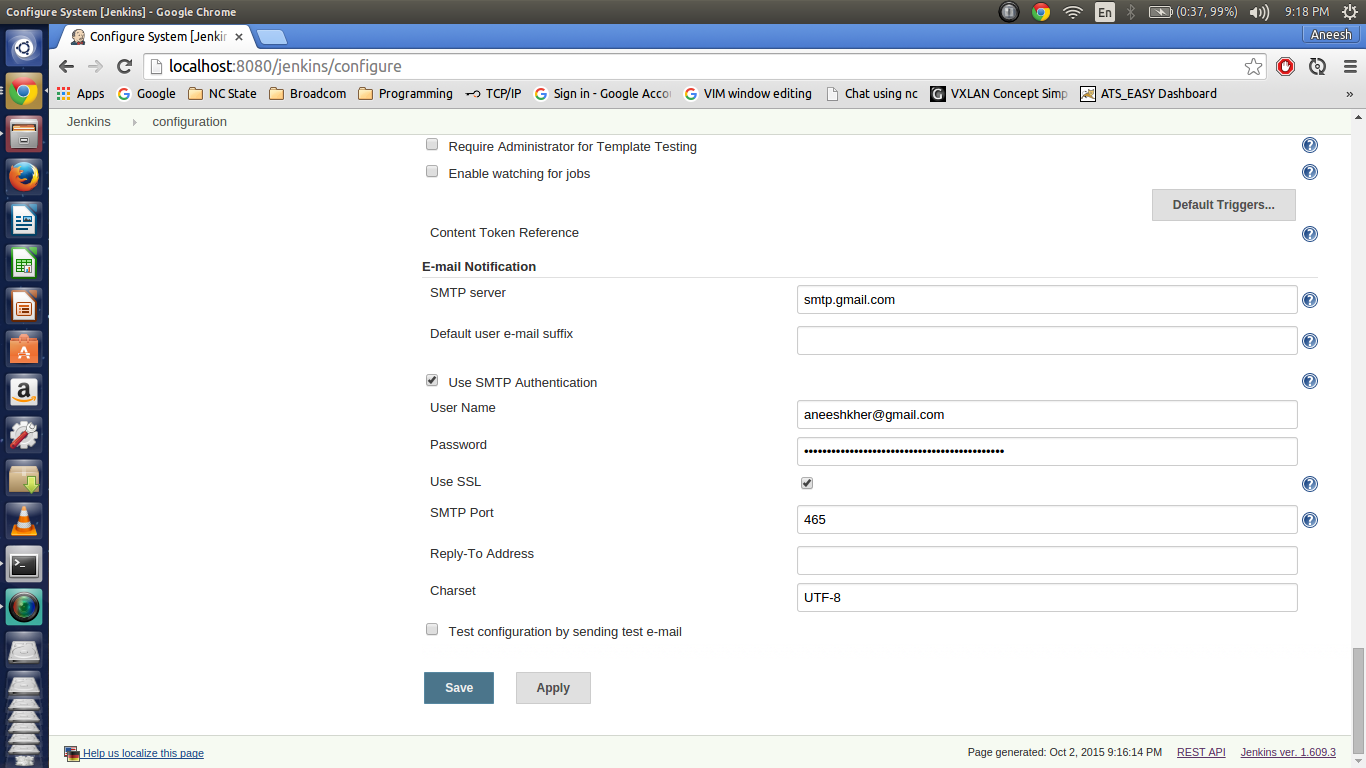 Configure System [Jenkins] - Google Chrome
En (0:37, 99%) 9:18 PM
Configure System [Jenkin
Aneesh
localhost:8080/jenkins/configure
Apps Google NC State Broadcom Programming TCP/IP Sign in - Google Accou VIM window editing Chat using nc VXLAN Concept Simp ATS_EASY Dashboard »
Jenkins configuration
Require Administrator for Template Testing
Enable watching for jobs
Default Triggers...
Content Token Reference
E-mail Notification
SMTP server smtp.gmail.com
Default user e-mail suffix
Use SMTP Authentication
User Name aneeshkher@gmail.com
Password ••••••••••••••••••••••••••••••••••••••••••••
Use SSL
SMTP Port 465
Reply-To Address
Charset UTF-8
Test configuration by sending test e-mail
Save Apply
Help us localize this page Page generated: Oct 2, 2015 9:16:14 PM REST API Jenkins ver. 1.609.3